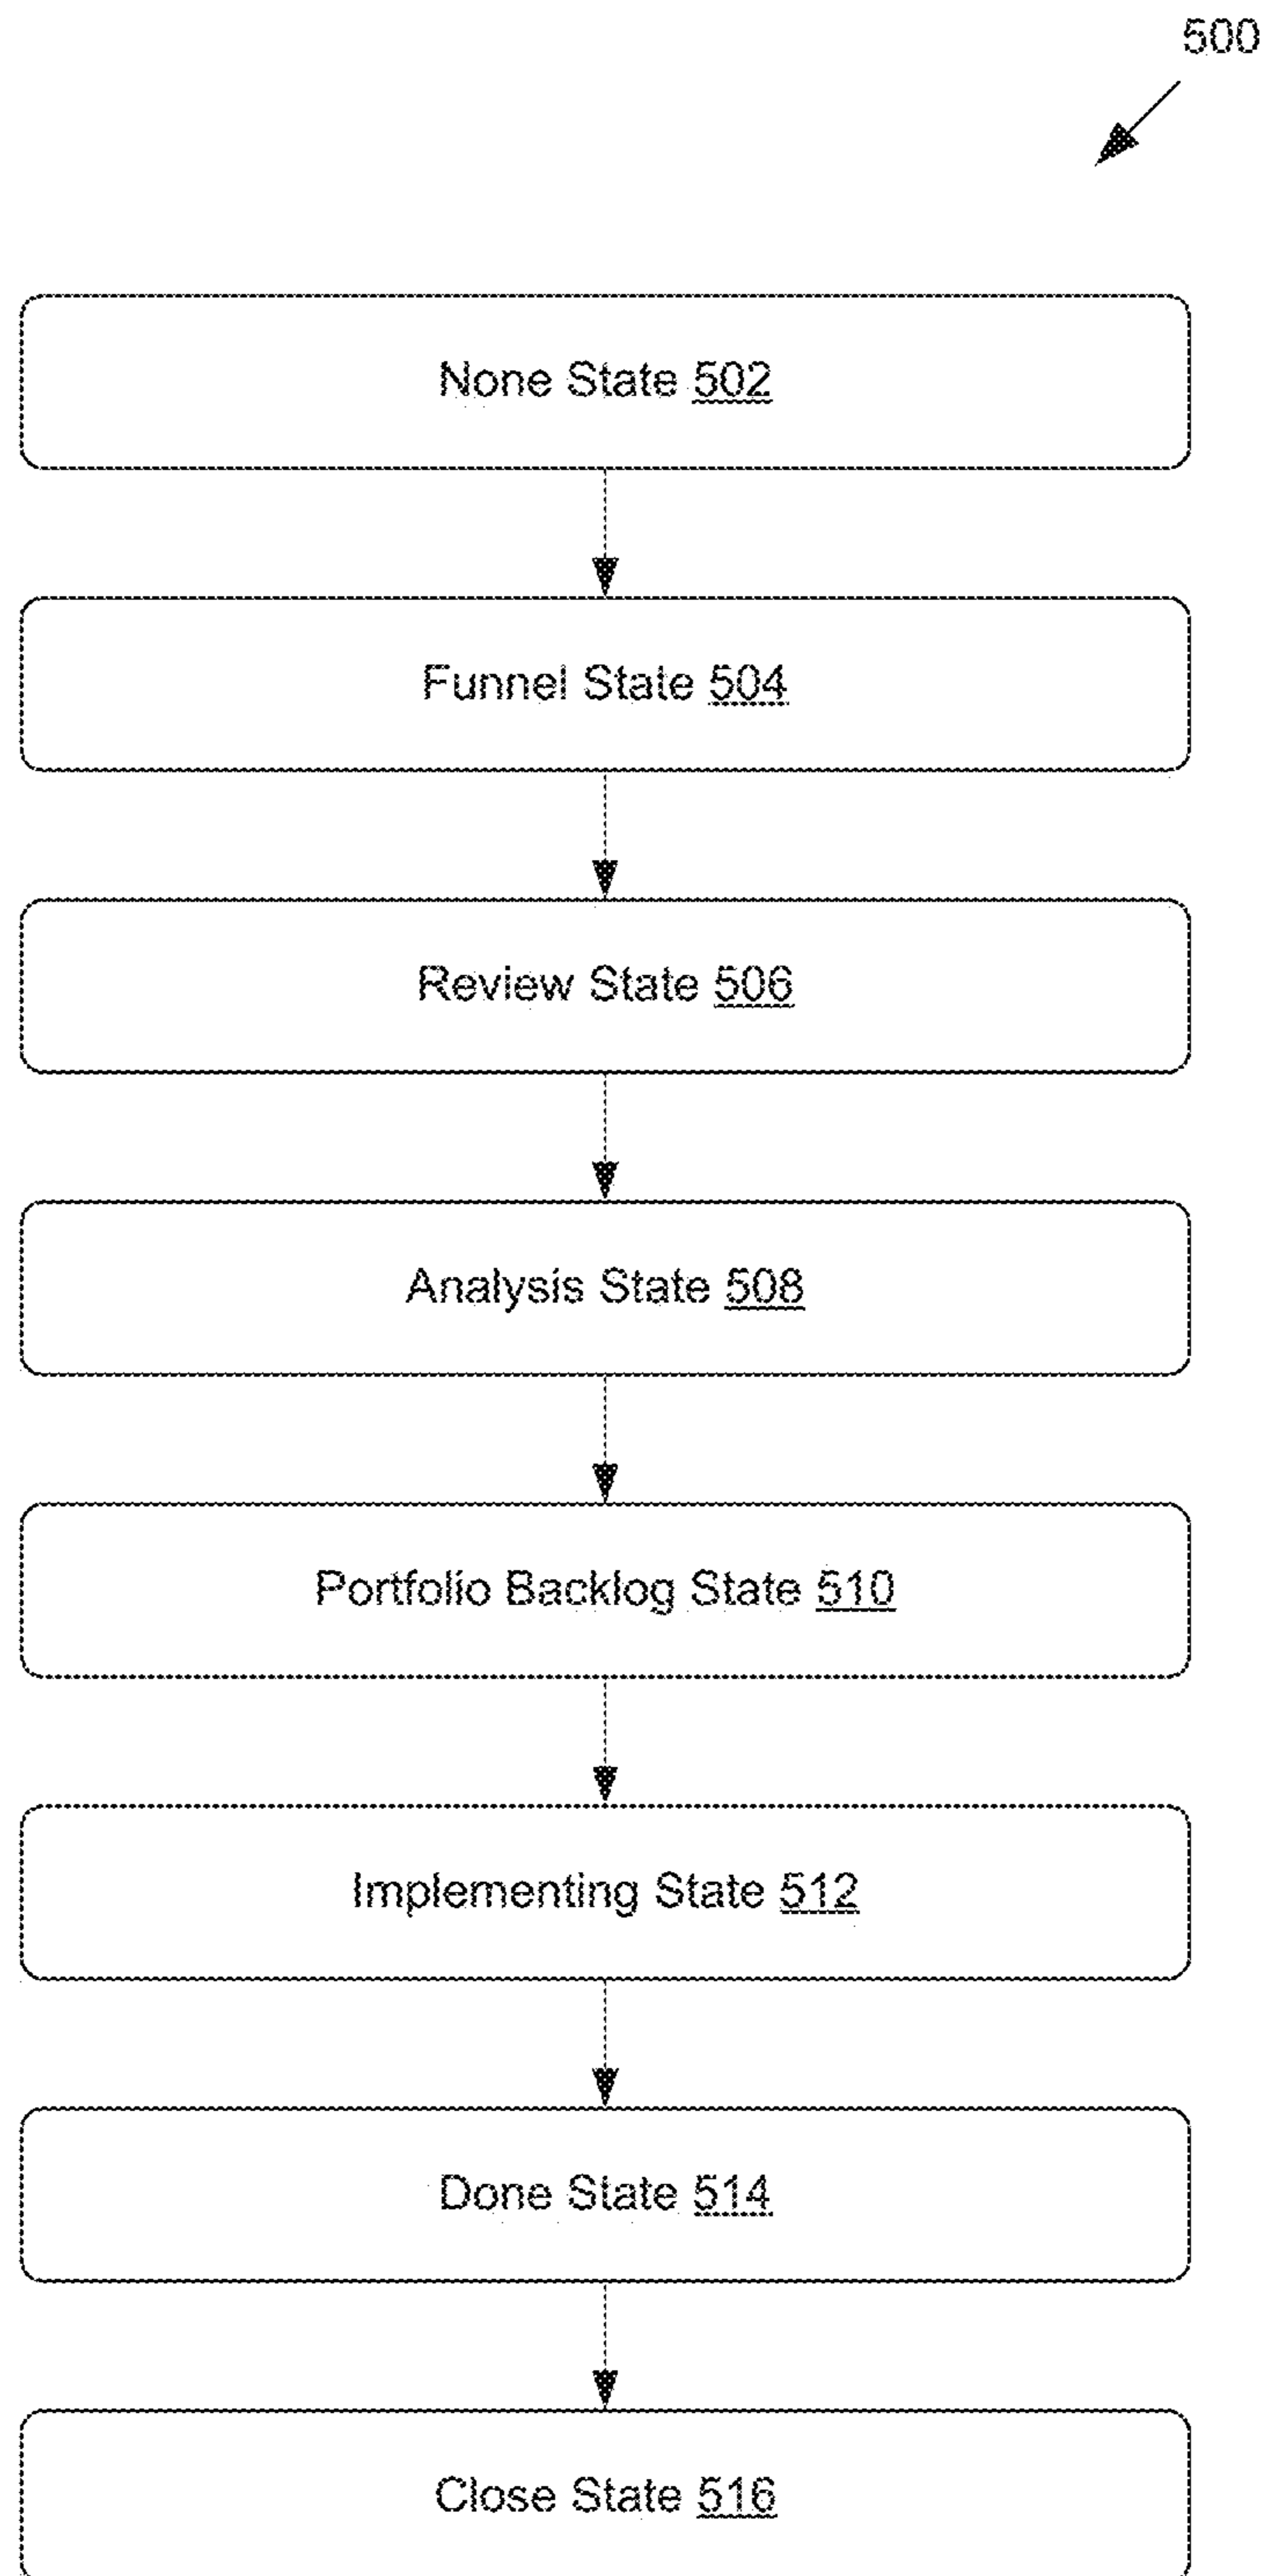 500
None State 502
Funnel State 504
Review State 506
Analysis State 508
Portfolio Backlog State 510
Implementing State 512
Done State 514
Close State 516